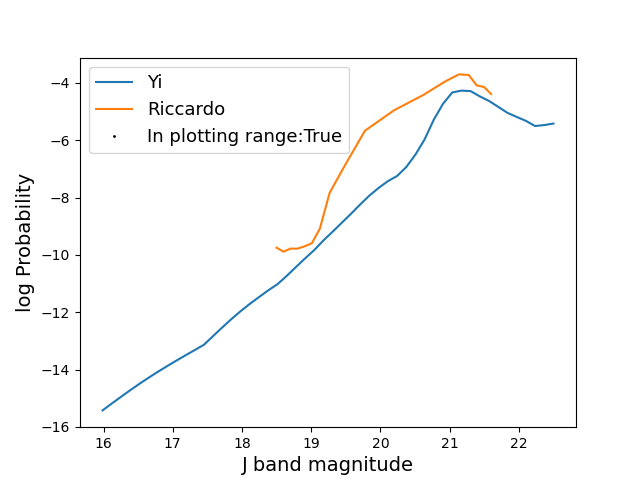 Yi
Riccardo
In plotting range:True
−4
−6
−8
−10
−12
−14
−16
log Probability
16 17 18 19 20 21 22
J band magnitude